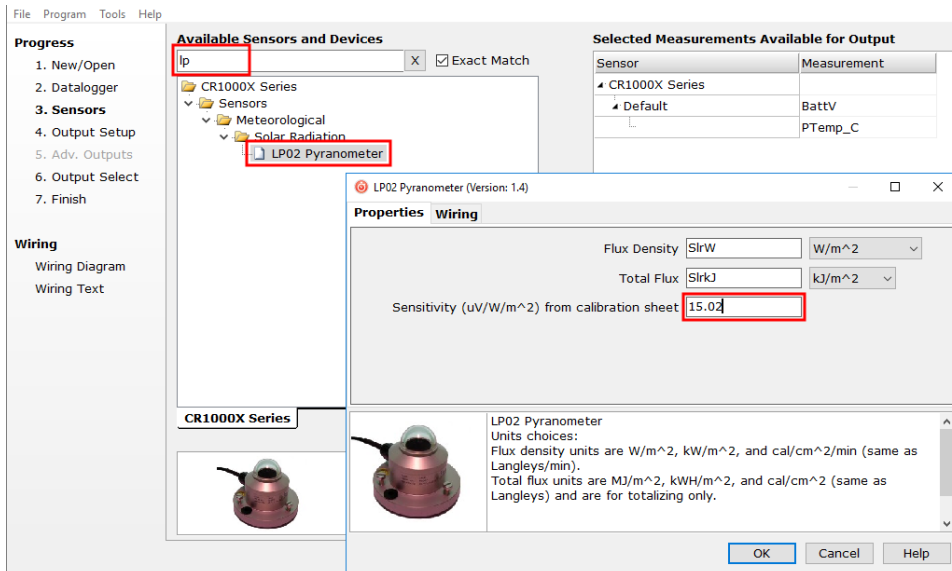 File Program Tools Help
Progress
1. New/Open
2. Datalogger
3. Sensors
4. Output Setup
5. Adv. Outputs
6. Output Select
7. Finish
Wiring
Wiring Diagram
Wiring Text
Available Sensors and Devices
lp X Exact Match
CR1000X Series
Sensors
Meteorological
Solar Radiation
LP02 Pyranometer
CR1000X Series
Selected Measurements Available for Output
Sensor Measurement
CR1000X Series
Default BattV
PTemp_C
LP02 Pyranometer (Version: 1.4)
Properties Wiring
Flux Density SlrW W/m^2
Total Flux SlrkJ kJ/m^2
Sensitivity (uV/W/m^2) from calibration sheet 15.02
LP02 Pyranometer
Units choices:
Flux density units are W/m^2, kW/m^2, and cal/cm^2/min (same as
Langleys/min).
Total flux units are MJ/m^2, kWH/m^2, and cal/cm^2 (same as
Langleys) and are for totalizing only.
OK Cancel Help